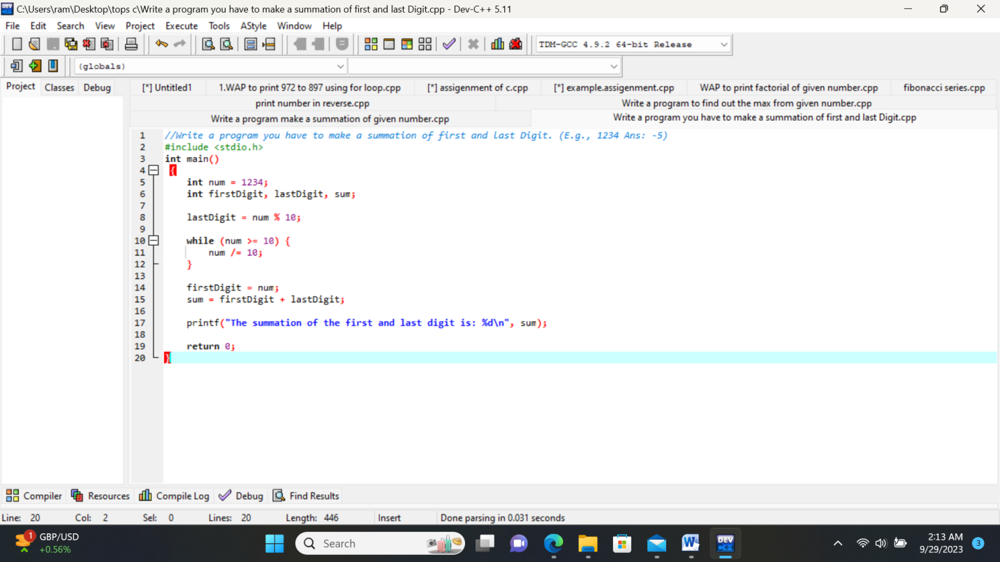 C:\Users\ram\Desktop\tops c\Write a program you have to make a summation of first and last Digit.cpp - Dev-C++ 5.11
File Edit Search View Project Execute Tools AStyle Window Help
TDM-GCC 4.9.2 64-bit Release
(globals)
Project Classes Debug
[*] Untitled1 1.WAP to print 972 to 897 using for loop.cpp [*] assigenment of c.cpp [*] example.assigenment.cpp WAP to print factorial of given number.cpp fibonacci series.cpp
print number in reverse.cpp Write a program to find out the max from given number.cpp
Write a program make a summation of given number.cpp Write a program you have to make a summation of first and last Digit.cpp
1 //Write a program you have to make a summation of first and last Digit. (E.g., 1234 Ans: -5)
2 #include <stdio.h>
3 int main()
4 {
5 int num = 1234;
6 int firstDigit, lastDigit, sum;
7
8 lastDigit = num % 10;
9
10 while (num >= 10) {
11 num /= 10;
12 }
13
14 firstDigit = num;
15 sum = firstDigit + lastDigit;
16
17 printf("The summation of the first and last digit is: %d\n", sum);
18
19 return 0;
20 }
Compiler Resources Compile Log Debug Find Results
Line: 20 Col: 2 Sel: 0 Lines: 20 Length: 446 Insert Done parsing in 0.031 seconds
1 GBP/USD
+0.56%
Search
DEV
C++
2:13 AM
9/29/2023
3